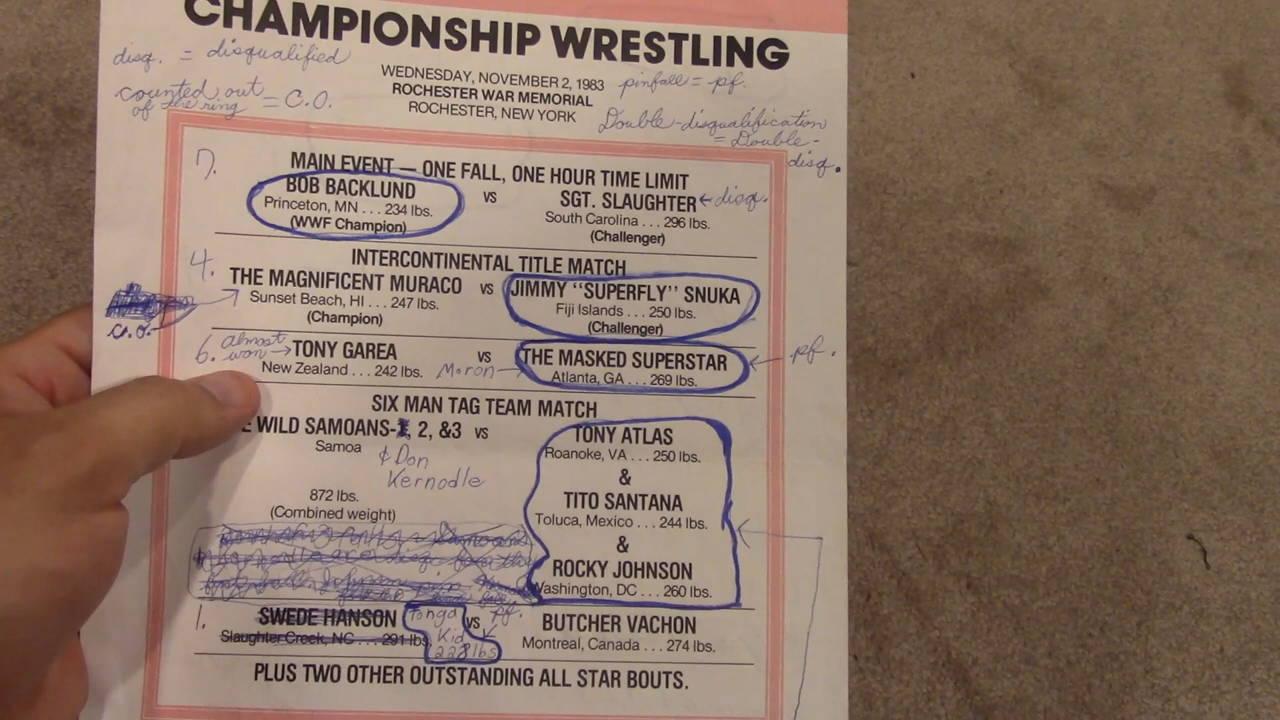 CHAMPIONSHIP WRESTLING
disq. = disqualified
WEDNESDAY, NOVEMBER 2, 1983
pinfall = pf.
counted out
of the ring = C.O.
ROCHESTER WAR MEMORIAL
ROCHESTER, NEW YORK
Double-disqualification
= Double-
disq.
7.
MAIN EVENT — ONE FALL, ONE HOUR TIME LIMIT
BOB BACKLUND vs SGT. SLAUGHTER ← disq.
Princeton, MN . . . 234 lbs. South Carolina . . . 296 lbs.
(WWF Champion) (Challenger)
4. INTERCONTINENTAL TITLE MATCH
THE MAGNIFICENT MURACO vs JIMMY "SUPERFLY" SNUKA
Sunset Beach, HI . . . 247 lbs. Fiji Islands . . . 250 lbs.
(Champion) (Challenger)
C.O.
6. almost
won → TONY GAREA vs THE MASKED SUPERSTAR ← pf.
New Zealand . . . 242 lbs. Moron → Atlanta, GA . . . 269 lbs.
SIX MAN TAG TEAM MATCH
E WILD SAMOANS-1, 2, &3 vs TONY ATLAS
Samoa Roanoke, VA . . . 250 lbs.
& Don
Kernodle
&
TITO SANTANA
872 lbs. Toluca, Mexico . . . 244 lbs.
(Combined weight)
&
ROCKY JOHNSON
Washington, DC . . . 260 lbs.
1. SWEDE HANSON Tonga vs pf. BUTCHER VACHON
Slaughter Creek, NC . . . 291 lbs. Kid Montreal, Canada . . . 274 lbs.
228 lbs
PLUS TWO OTHER OUTSTANDING ALL STAR BOUTS.